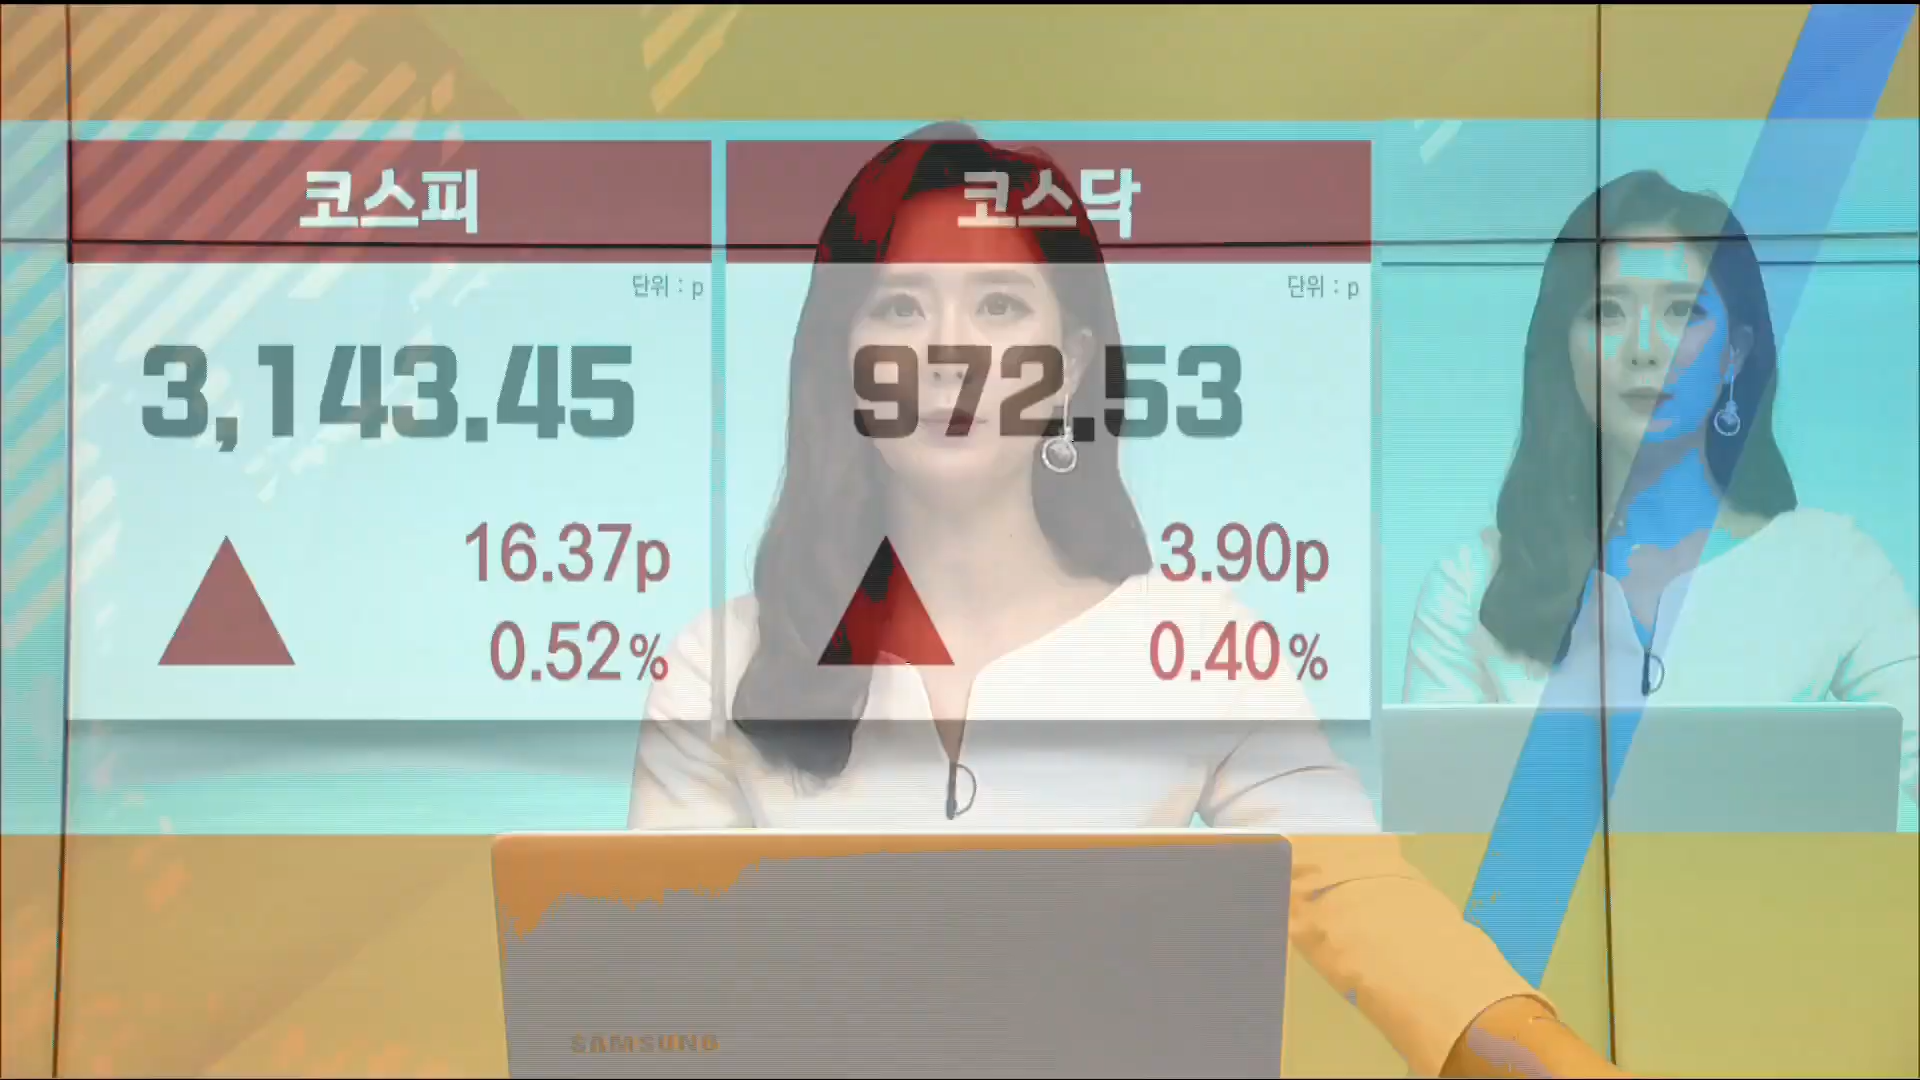 코스피
단위 : p
3,143.45
16.37p
0.52%
코스닥
단위 : p
972.53
3.90p
0.40%
SAMSUNG